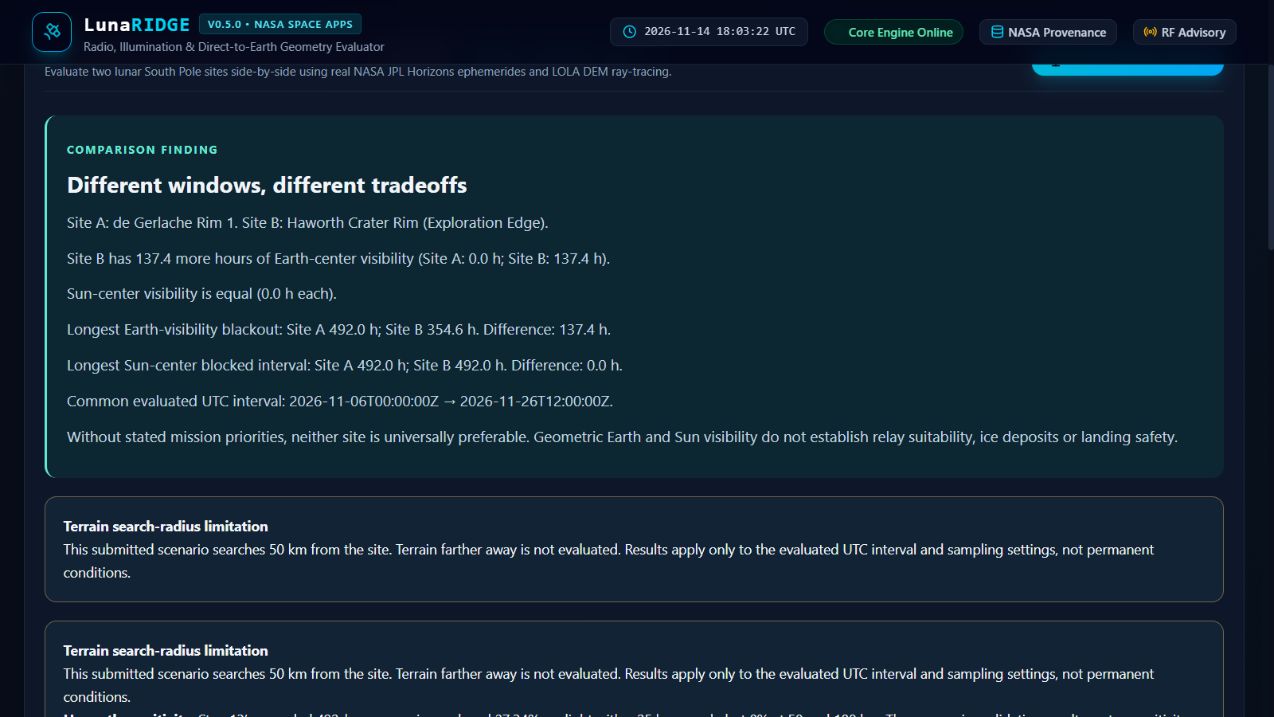 LunaRIDGE V0.5.0 • NASA SPACE APPS
Radio, Illumination & Direct-to-Earth Geometry Evaluator
2026-11-14 18:03:22 UTC
Core Engine Online
NASA Provenance
RF Advisory
Evaluate two lunar South Pole sites side-by-side using real NASA JPL Horizons ephemerides and LOLA DEM ray-tracing.
COMPARISON FINDING
Different windows, different tradeoffs
Site A: de Gerlache Rim 1. Site B: Haworth Crater Rim (Exploration Edge).
Site B has 137.4 more hours of Earth-center visibility (Site A: 0.0 h; Site B: 137.4 h).
Sun-center visibility is equal (0.0 h each).
Longest Earth-visibility blackout: Site A 492.0 h; Site B 354.6 h. Difference: 137.4 h.
Longest Sun-center blocked interval: Site A 492.0 h; Site B 492.0 h. Difference: 0.0 h.
Common evaluated UTC interval: 2026-11-06T00:00:00Z → 2026-11-26T12:00:00Z.
Without stated mission priorities, neither site is universally preferable. Geometric Earth and Sun visibility do not establish relay suitability, ice deposits or landing safety.
Terrain search-radius limitation
This submitted scenario searches 50 km from the site. Terrain farther away is not evaluated. Results apply only to the evaluated UTC interval and sampling settings, not permanent
conditions.
Terrain search-radius limitation
This submitted scenario searches 50 km from the site. Terrain farther away is not evaluated. Results apply only to the evaluated UTC interval and sampling settings, not permanent
conditions.